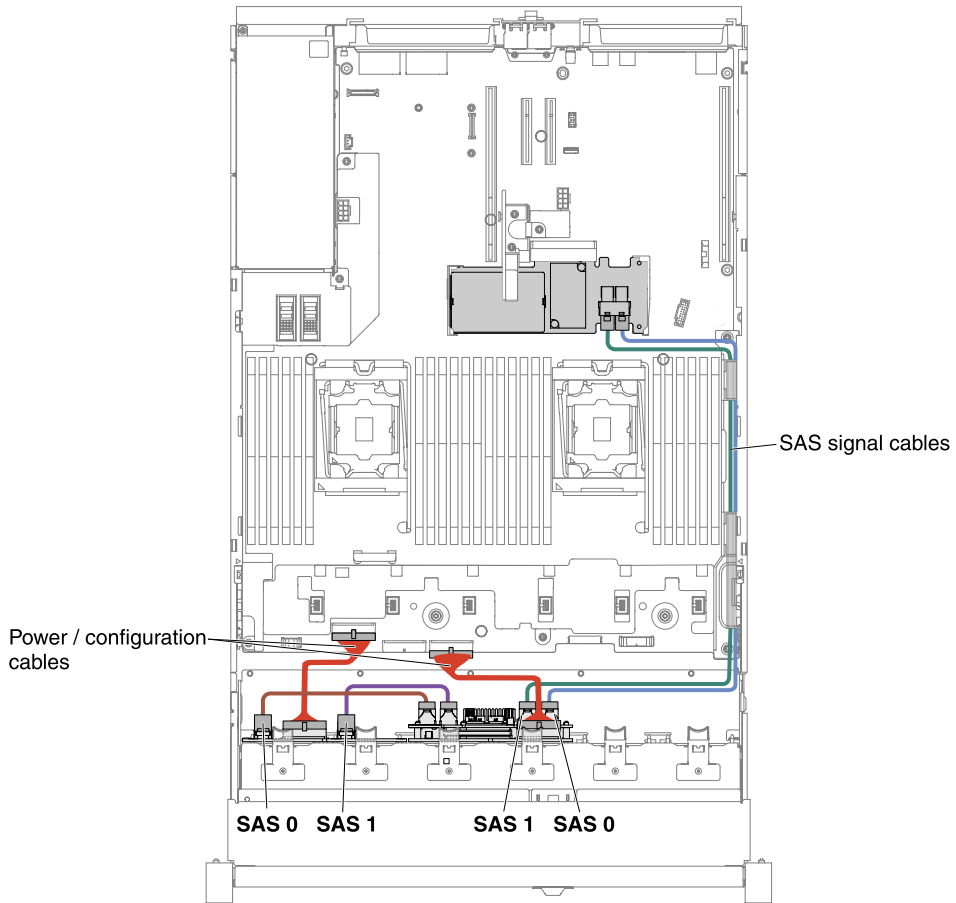 SAS signal cables
Power / configuration
cables
SAS 0 SAS 1 SAS 1 SAS 0